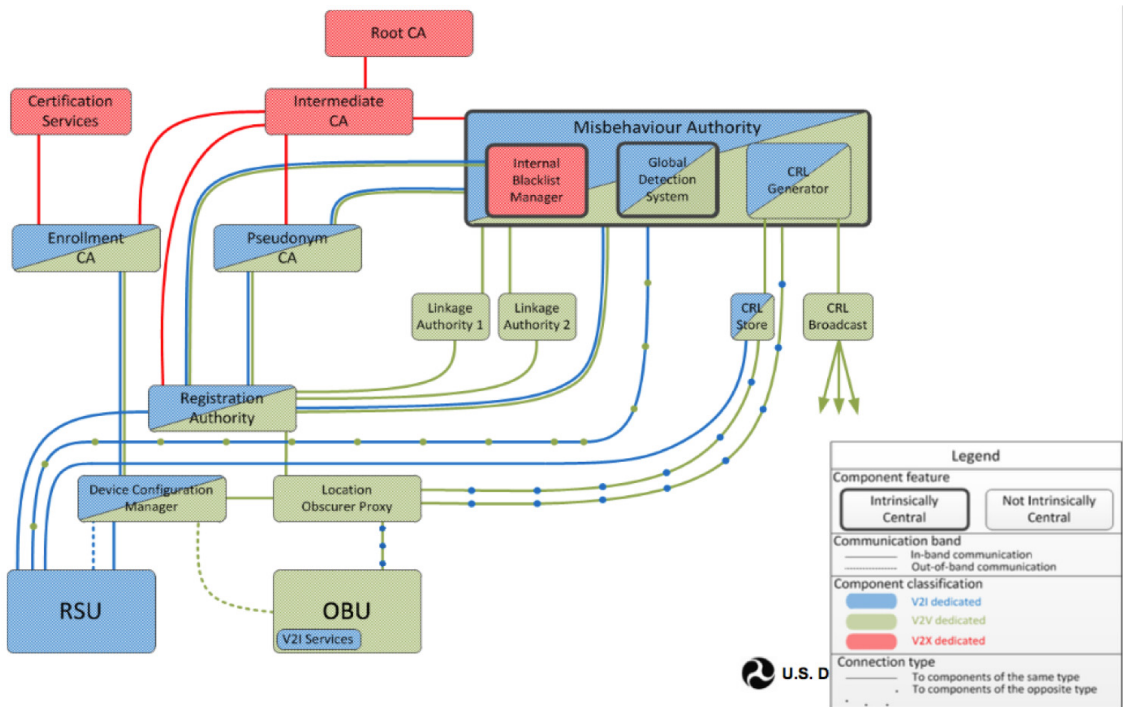 Root CA
Certification
Services
Intermediate
CA
Misbehaviour Authority
Internal
Blacklist
Manager
Global
Detection
System
CRL
Generator
Enrollment
CA
Pseudonym
CA
Linkage
Authority 1
Linkage
Authority 2
CRL
Store
CRL
Broadcast
Registration
Authority
Device Configuration
Manager
Location
Obscurer Proxy
RSU
OBU
V2I Services
Legend
Component feature
Intrinsically
Central
Not Intrinsically
Central
Communication band
In-band communication
Out-of-band communication
Component classification
V2I dedicated
V2V dedicated
V2X dedicated
Connection type
To components of the same type
To components of the opposite type
U.S. D